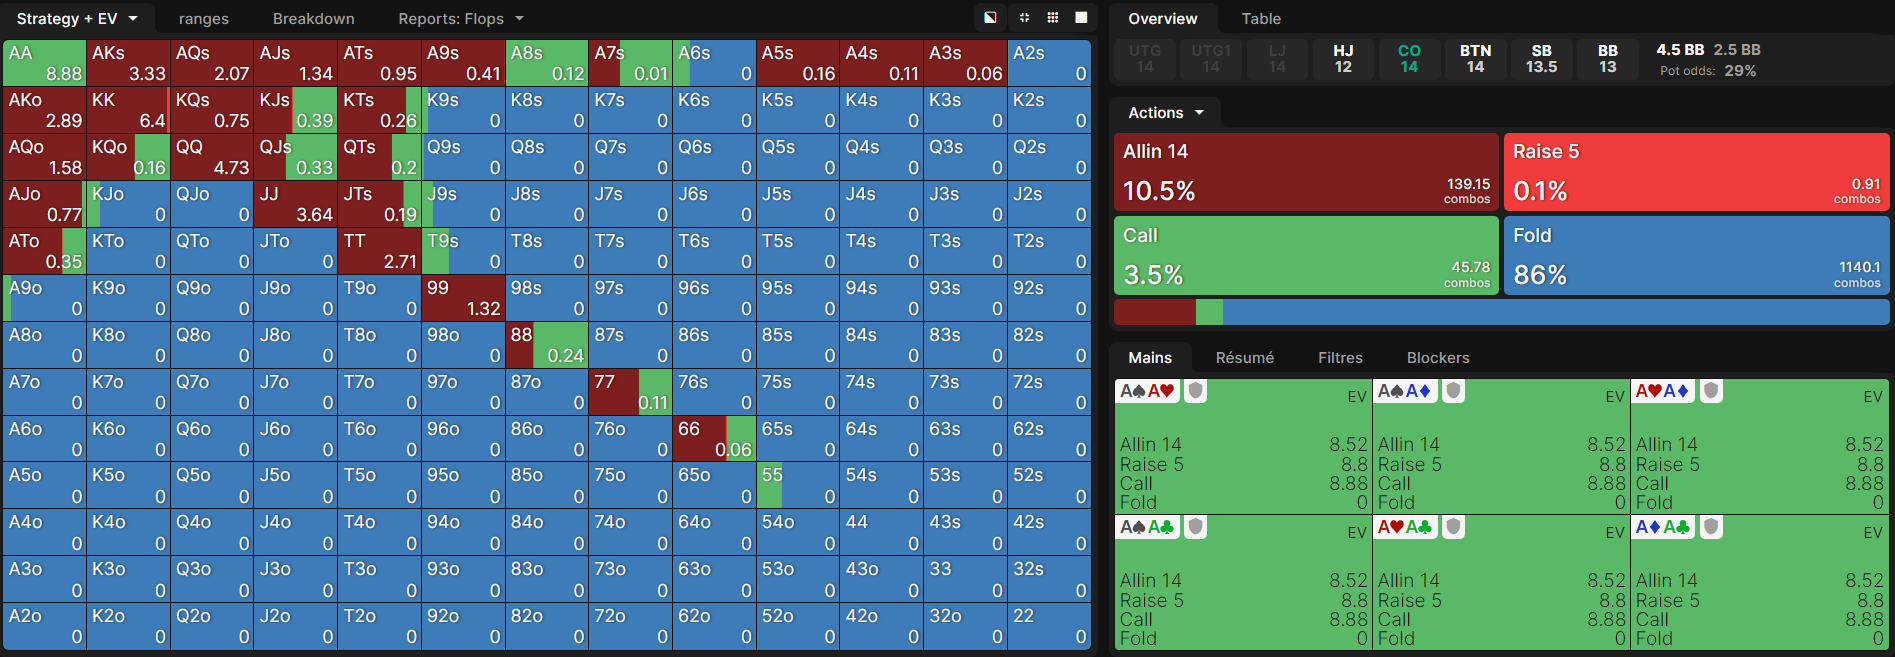 Strategy + EV ranges Breakdown Reports: Flops
AA AKs AQs AJs ATs A9s A8s A7s A6s A5s A4s A3s A2s
8.88 3.33 2.07 1.34 0.95 0.41 0.12 0.01 0 0.16 0.11 0.06 0
AKo KK KQs KJs KTs K9s K8s K7s K6s K5s K4s K3s K2s
2.89 6.4 0.75 0.39 0.26 0 0 0 0 0 0 0 0
AQo KQo QQ QJs QTs Q9s Q8s Q7s Q6s Q5s Q4s Q3s Q2s
1.58 0.16 4.73 0.33 0.2 0 0 0 0 0 0 0 0
AJo KJo QJo JJ JTs J9s J8s J7s J6s J5s J4s J3s J2s
0.77 0 0 3.64 0.19 0 0 0 0 0 0 0 0
ATo KTo QTo JTo TT T9s T8s T7s T6s T5s T4s T3s T2s
0.35 0 0 0 2.71 0 0 0 0 0 0 0 0
A9o K9o Q9o J9o T9o 99 98s 97s 96s 95s 94s 93s 92s
0 0 0 0 0 1.32 0 0 0 0 0 0 0
A8o K8o Q8o J8o T8o 98o 88 87s 86s 85s 84s 83s 82s
0 0 0 0 0 0 0.24 0 0 0 0 0 0
A7o K7o Q7o J7o T7o 97o 87o 77 76s 75s 74s 73s 72s
0 0 0 0 0 0 0 0.11 0 0 0 0 0
A6o K6o Q6o J6o T6o 96o 86o 76o 66 65s 64s 63s 62s
0 0 0 0 0 0 0 0 0.06 0 0 0 0
A5o K5o Q5o J5o T5o 95o 85o 75o 65o 55 54s 53s 52s
0 0 0 0 0 0 0 0 0 0 0 0 0
A4o K4o Q4o J4o T4o 94o 84o 74o 64o 54o 44 43s 42s
0 0 0 0 0 0 0 0 0 0 0 0 0
A3o K3o Q3o J3o T3o 93o 83o 73o 63o 53o 43o 33 32s
0 0 0 0 0 0 0 0 0 0 0 0 0
A2o K2o Q2o J2o T2o 92o 82o 72o 62o 52o 42o 32o 22
0 0 0 0 0 0 0 0 0 0 0 0 0
Overview Table
UTG UTG1 LJ HJ CO BTN SB BB 4.5 BB 2.5 BB
14 14 14 12 14 14 13.5 13 Pot odds: 29%
Actions
Allin 14 Raise 5
10.5% 139.15 combos 0.1% 0.91 combos
Call Fold
3.5% 45.78 combos 86% 1140.1 combos
Mains Résumé Filtres Blockers
A♠A♥ EV A♠A♦ EV A♥A♦ EV
Allin 14 8.52 Allin 14 8.52 Allin 14 8.52
Raise 5 8.8 Raise 5 8.8 Raise 5 8.8
Call 8.88 Call 8.88 Call 8.88
Fold 0 Fold 0 Fold 0
A♠A♣ EV A♥A♣ EV A♦A♣ EV
Allin 14 8.52 Allin 14 8.52 Allin 14 8.52
Raise 5 8.8 Raise 5 8.8 Raise 5 8.8
Call 8.88 Call 8.88 Call 8.88
Fold 0 Fold 0 Fold 0